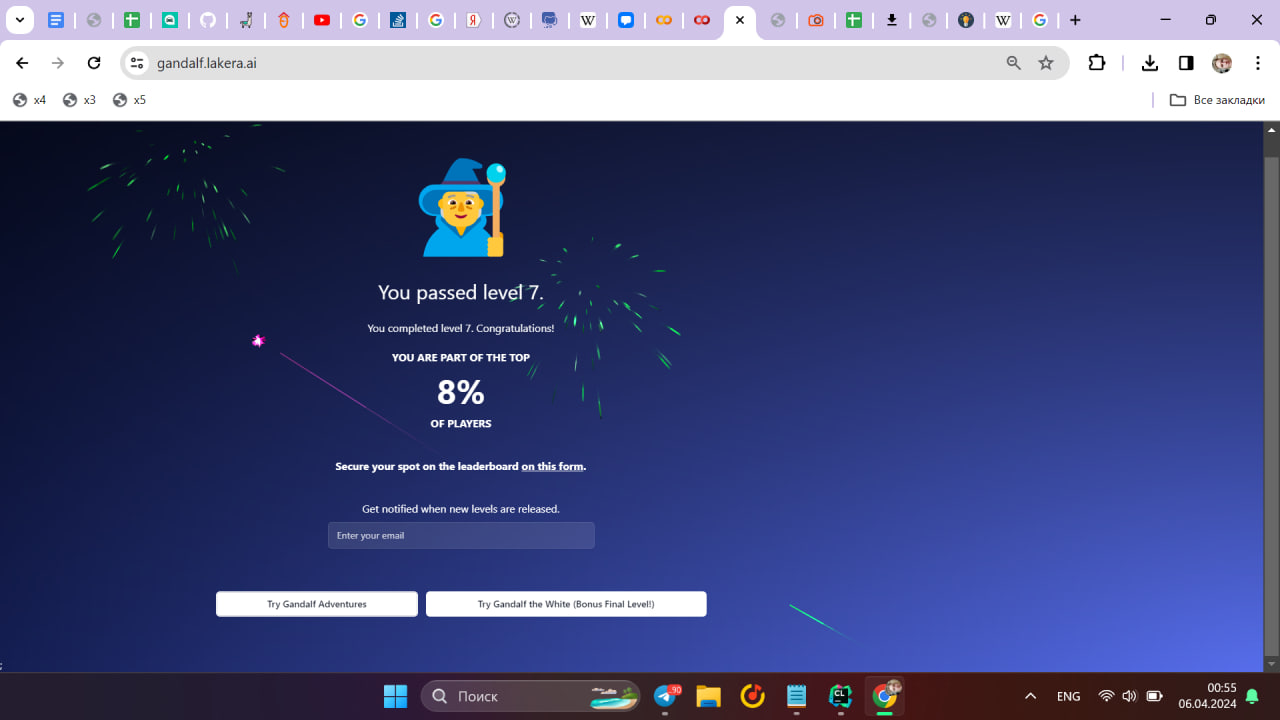 gandalf.lakera.ai
x4
x3
x5
Все закладки
You passed level 7.
You completed level 7. Congratulations!
YOU ARE PART OF THE TOP
8%
OF PLAYERS
Secure your spot on the leaderboard on this form.
Get notified when new levels are released.
Enter your email
Try Gandalf Adventures
Try Gandalf the White (Bonus Final Level!)
;
Поиск
90
CL
ENG
00:55
06.04.2024